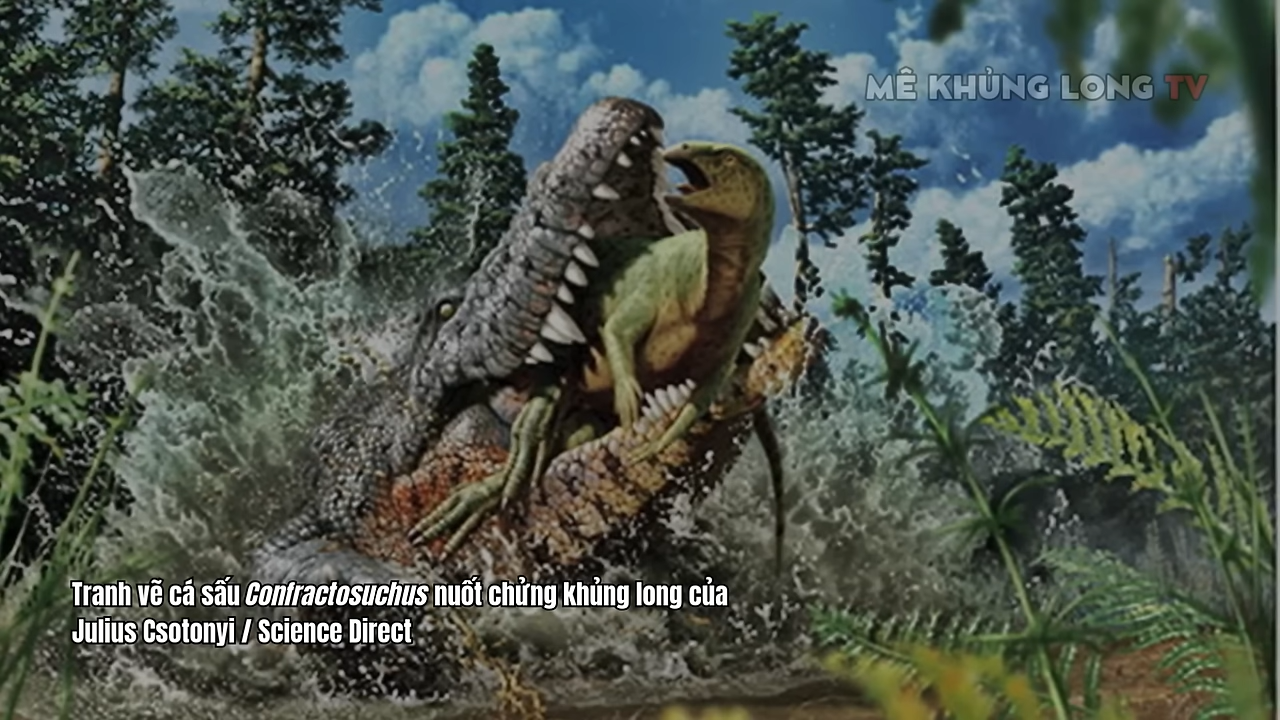 MÊ KHỦNG LONG TV
Tranh vẽ cá sấu Confractosuchus nuốt chửng khủng long của
Julius Csotonyi / Science Direct